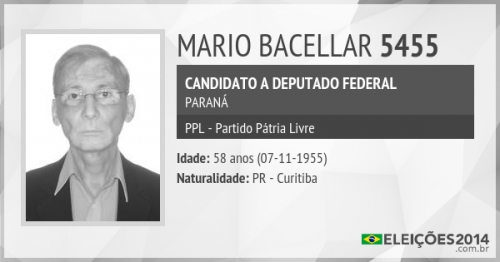 MARIO BACELLAR 5455
CANDIDATO A DEPUTADO FEDERAL
PARANÁ
PPL - Partido Pátria Livre
Idade: 58 anos (07-11-1955)
Naturalidade: PR - Curitiba
ELEIÇÕES2014
.com.br